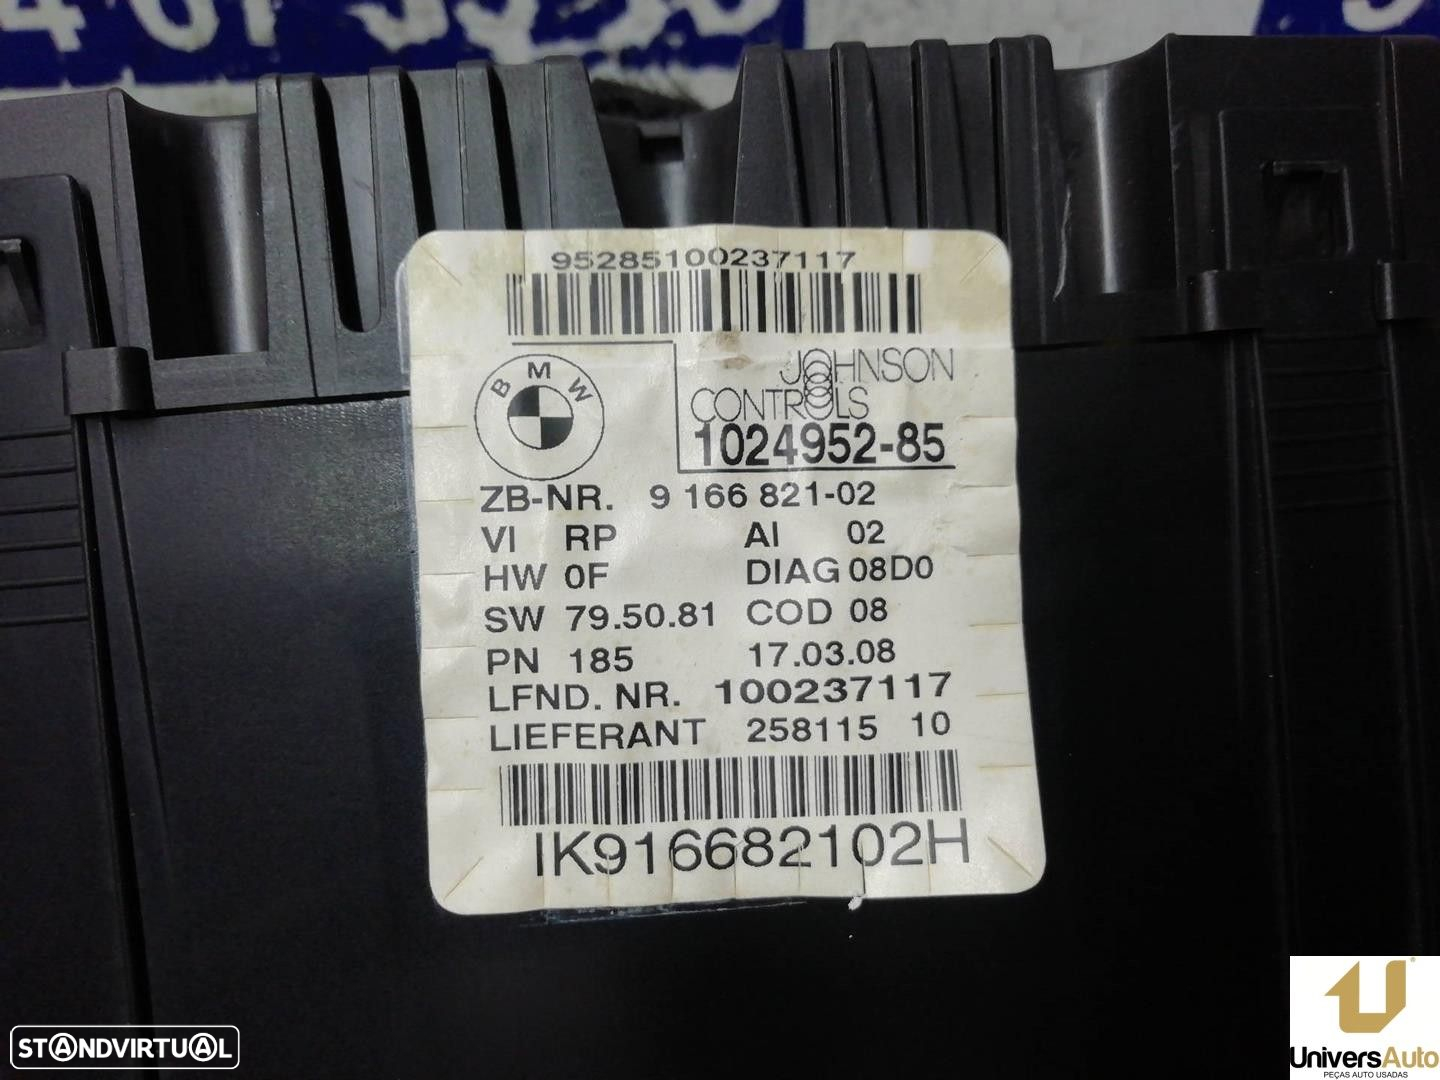 95285100237117
BMW
JOHNSON
CONTROLS
1024952-85
ZB-NR. 9 166 821-02
VI RP AI 02
HW 0F DIAG 08D0
SW 79.50.81 COD 08
PN 185 17.03.08
LFND. NR. 100237117
LIEFERANT 258115 10
IK916682102H
STANDVIRTUAL
UniversAuto
PEÇAS AUTO USADAS